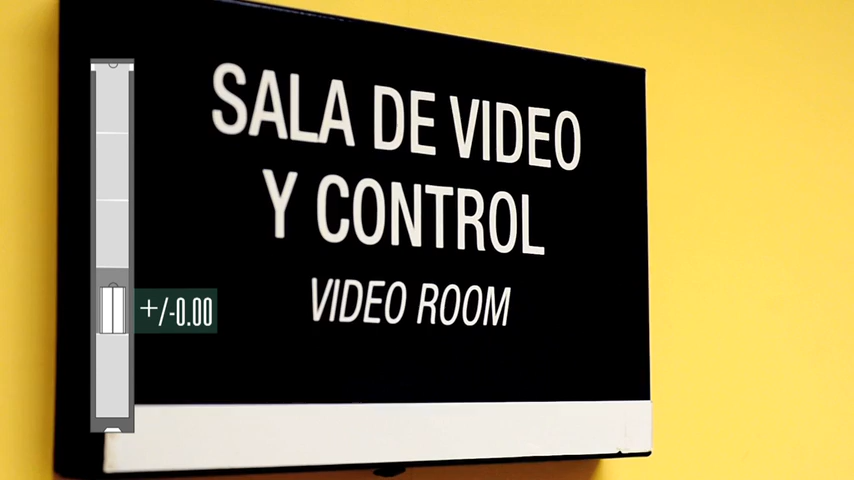 SALA DE VIDEO
Y CONTROL
VIDEO ROOM
+/-0.00